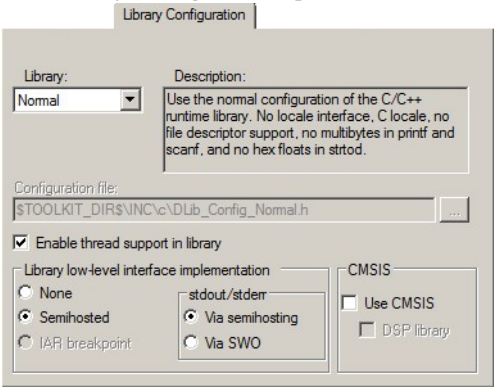 Library Configuration
Library:
Description:
Normal
Use the normal configuration of the C/C++
runtime library. No locale interface, C locale, no
file descriptor support, no multibytes in printf and
scanf, and no hex floats in strtod.
Configuration file:
$TOOLKIT_DIR$\INC\c\DLib_Config_Normal.h
...
Enable thread support in library
Library low-level interface implementation
CMSIS
None
stdout/stderr
Use CMSIS
Semihosted
Via semihosting
DSP library
IAR breakpoint
Via SWO